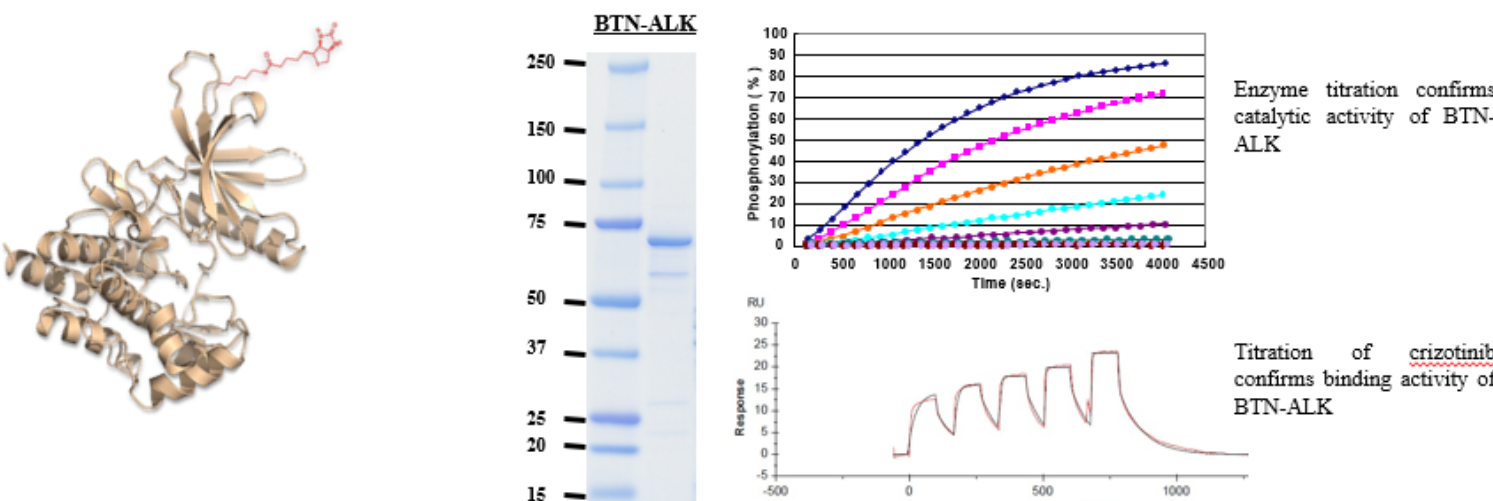 BTN-ALK
250
150
100
75
50
37
25
20
15
100
90
80
70
60
50
40
30
20
10
0
Phosphorylation ( % )
0 500 1000 1500 2000 2500 3000 3500 4000 4500
Time (sec.)
Enzyme titration confirms
catalytic activity of BTN-
ALK
RU
30
25
20
15
10
5
0
-5
Response
-500 0 500 1000
Titration of crizotinib
confirms binding activity of
BTN-ALK